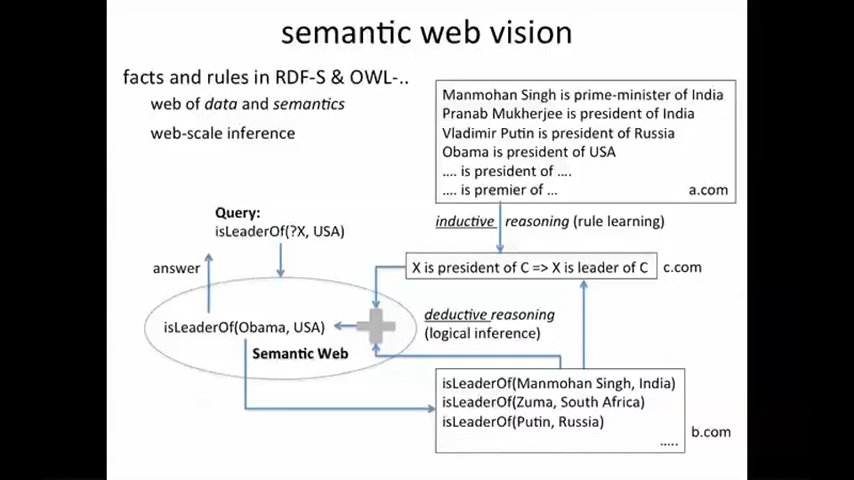 semantic web vision
facts and rules in RDF-S & OWL-..
web of data and semantics
web-scale inference
Manmohan Singh is prime-minister of India
Pranab Mukherjee is president of India
Vladimir Putin is president of Russia
Obama is president of USA
.... is president of ....
.... is premier of ...
a.com
Query:
isLeaderOf(?X, USA)
inductive reasoning (rule learning)
answer
X is president of C => X is leader of C
c.com
deductive reasoning
(logical inference)
isLeaderOf(Obama, USA)
Semantic Web
isLeaderOf(Manmohan Singh, India)
isLeaderOf(Zuma, South Africa)
isLeaderOf(Putin, Russia)
.....
b.com